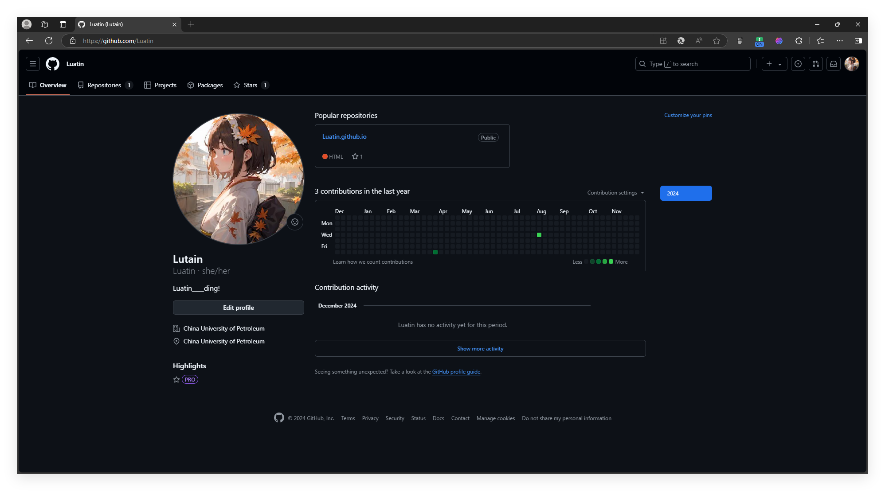 Luatin (Lutain)
https://github.com/Luatin
Luatin
Type / to search
Overview
Repositories 1
Projects
Packages
Stars 1
Popular repositories
Customize your pins
Luatin.github.io
Public
HTML
1
3 contributions in the last year
Contribution settings
2024
Dec Jan Feb Mar Apr May Jun Jul Aug Sep Oct Nov
Mon
Wed
Fri
Learn how we count contributions
Less More
Lutain
Luatin · she/her
Luatin___ding!
Edit profile
China University of Petroleum
China University of Petroleum
Highlights
PRO
Contribution activity
December 2024
Luatin has no activity yet for this period.
Show more activity
Seeing something unexpected? Take a look at the GitHub profile guide.
© 2024 GitHub, Inc. Terms Privacy Security Status Docs Contact Manage cookies Do not share my personal information